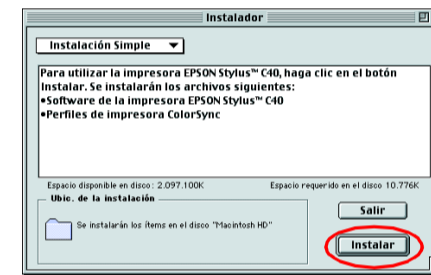 Instalador
Instalación Simple
Para utilizar la impresora EPSON Stylus™ C40, haga clic en el botón
Instalar. Se instalarán los archivos siguientes:
•Software de la impresora EPSON Stylus™ C40
•Perfiles de impresora ColorSync
Espacio disponible en disco: 2.097.100K Espacio requerido en el disco 10.776K
Ubic. de la instalación
Se instalarán los ítems en el disco "Macintosh HD"
Salir
Instalar